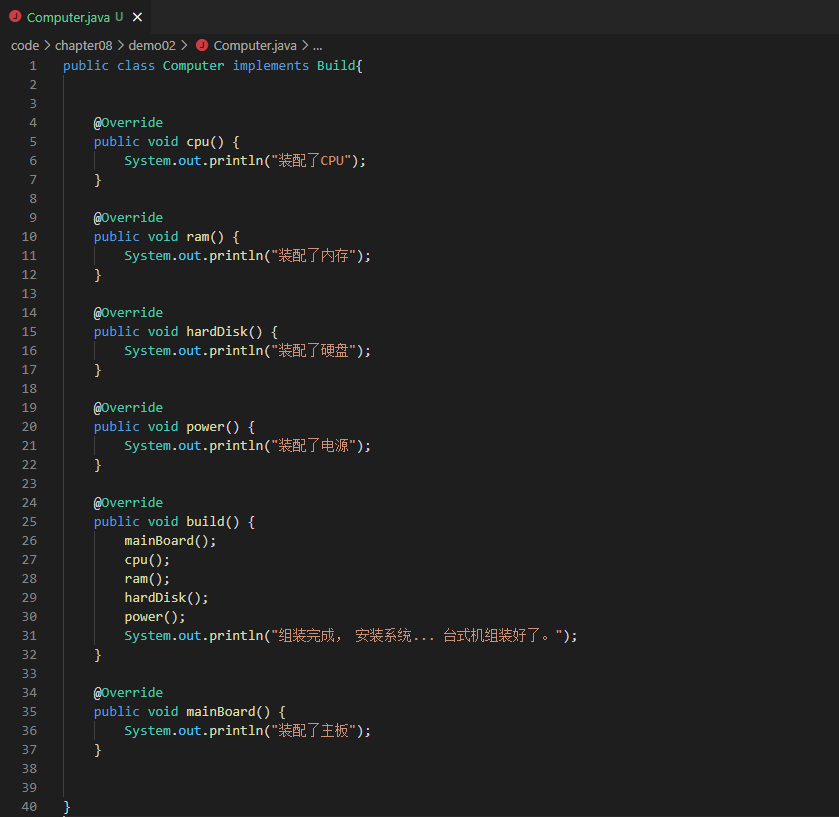 Computer.java U ×
code > chapter08 > demo02 > Computer.java > ...
1 public class Computer implements Build{
2
3
4 @Override
5 public void cpu() {
6 System.out.println("装配了CPU");
7 }
8
9 @Override
10 public void ram() {
11 System.out.println("装配了内存");
12 }
13
14 @Override
15 public void hardDisk() {
16 System.out.println("装配了硬盘");
17 }
18
19 @Override
20 public void power() {
21 System.out.println("装配了电源");
22 }
23
24 @Override
25 public void build() {
26 mainBoard();
27 cpu();
28 ram();
29 hardDisk();
30 power();
31 System.out.println("组装完成， 安装系统... 台式机组装好了。");
32 }
33
34 @Override
35 public void mainBoard() {
36 System.out.println("装配了主板");
37 }
38
39
40 }